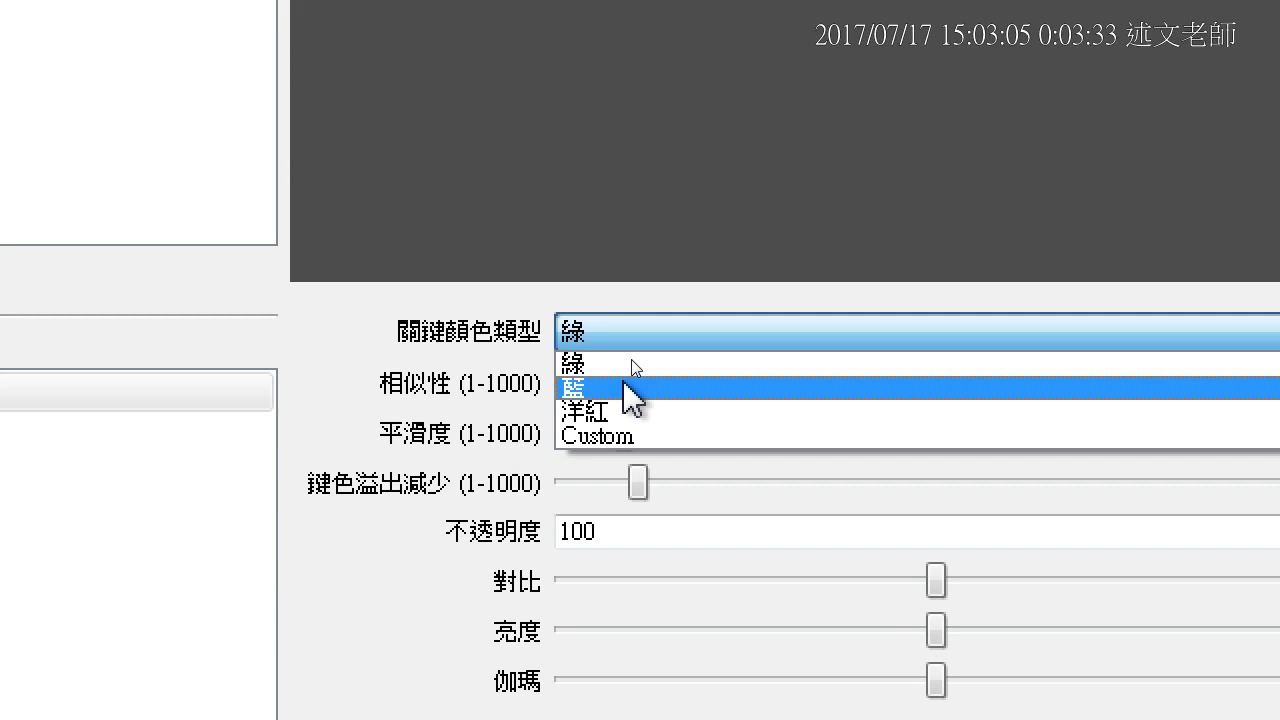 2017/07/17 15:03:05 0:03:33 述文老師
關鍵顏色類型 綠
綠
藍
相似性 (1-1000)
洋紅
平滑度 (1-1000)
Custom
鍵色溢出減少 (1-1000)
不透明度 100
對比
亮度
伽瑪